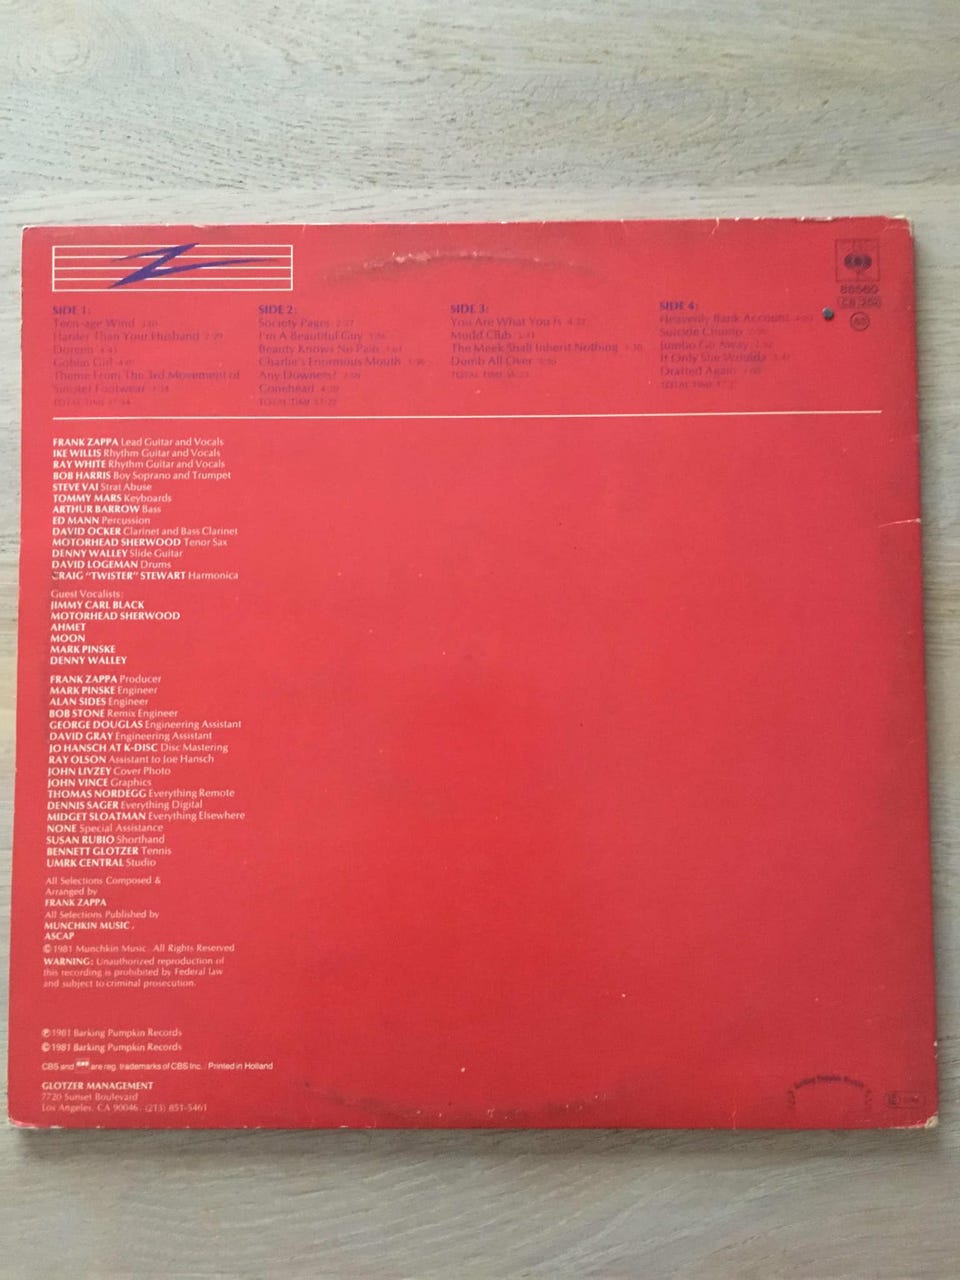 SIDE 1:
Teen-age Wind
Harder Than Your Husband 2:29
Doreen 4:43
Goblin Girl
Theme From The 3rd Movement of
Sinister Footwear
TOTAL TIME
SIDE 2:
Society Pages 2:27
I'm A Beautiful Guy
Beauty Knows No Pain
Charlie's Enormous Mouth
Any Downers?
Conehead
TOTAL TIME
SIDE 3:
You Are What You Is
Mudd Club
The Meek Shall Inherit Nothing
Dumb All Over
TOTAL TIME
SIDE 4:
Heavenly Bank Account
Suicide Chump
Jumbo Go Away
If Only She Woulda
Drafted Again
TOTAL TIME
CBS
88560
FRANK ZAPPA Lead Guitar and Vocals
IKE WILLIS Rhythm Guitar and Vocals
RAY WHITE Rhythm Guitar and Vocals
BOB HARRIS Boy Soprano and Trumpet
STEVE VAI Strat Abuse
TOMMY MARS Keyboards
ARTHUR BARROW Bass
ED MANN Percussion
DAVID OCKER Clarinet and Bass Clarinet
MOTORHEAD SHERWOOD Tenor Sax
DENNY WALLEY Slide Guitar
DAVID LOGEMAN Drums
CRAIG "TWISTER" STEWART Harmonica
Guest Vocalists:
JIMMY CARL BLACK
MOTORHEAD SHERWOOD
AHMET
MOON
MARK PINSKE
DENNY WALLEY
FRANK ZAPPA Producer
MARK PINSKE Engineer
ALAN SIDES Engineer
BOB STONE Remix Engineer
GEORGE DOUGLAS Engineering Assistant
DAVID GRAY Engineering Assistant
JO HANSCH AT K-DISC Disc Mastering
RAY OLSON Assistant to Joe Hansch
JOHN LIVZEY Cover Photo
JOHN VINCE Graphics
THOMAS NORDEGG Everything Remote
DENNIS SAGER Everything Digital
MIDGET SLOATMAN Everything Elsewhere
NONE Special Assistance
SUSAN RUBIO Shorthand
BENNETT GLOTZER Tennis
UMRK CENTRAL Studio
All Selections Composed &
Arranged by
FRANK ZAPPA
All Selections Published by
MUNCHKIN MUSIC,
ASCAP
© 1981 Munchkin Music. All Rights Reserved
WARNING: Unauthorized reproduction of
this recording is prohibited by Federal law
and subject to criminal prosecution.
℗ 1981 Barking Pumpkin Records
© 1981 Barking Pumpkin Records
CBS and CBS are reg. trademarks of CBS Inc. Printed in Holland
GLOTZER MANAGEMENT
7720 Sunset Boulevard
Los Angeles, CA 90046 (213) 851-5461
Barking Pumpkin Records